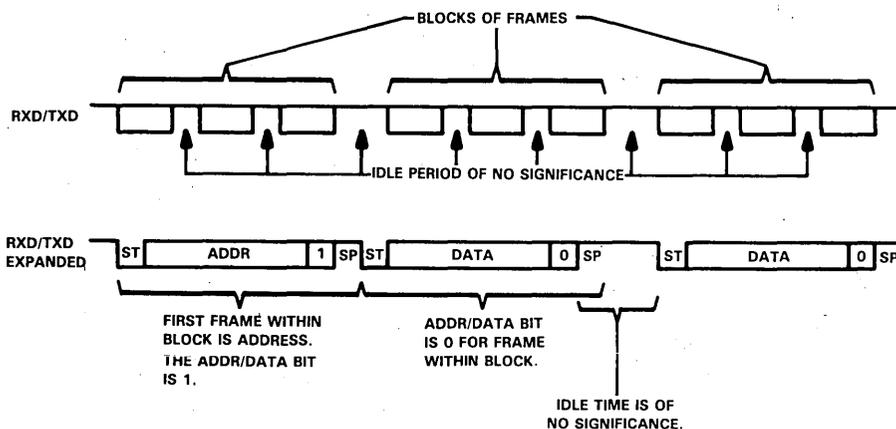 BLOCKS OF FRAMES
RXD/TXD
IDLE PERIOD OF NO SIGNIFICANCE
RXD/TXD
EXPANDED
ST ADDR 1 SP ST DATA 0 SP ST DATA 0 SP
FIRST FRAME WITHIN
BLOCK IS ADDRESS.
THE ADDR/DATA BIT
IS 1.
ADDR/DATA BIT
IS 0 FOR FRAME
WITHIN BLOCK.
IDLE TIME IS OF
NO SIGNIFICANCE.